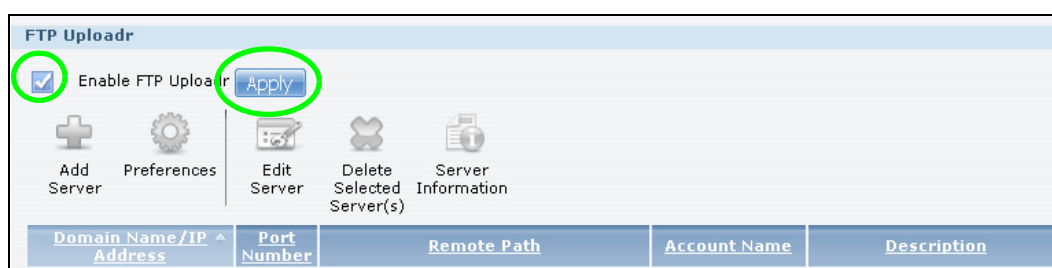 FTP Uploadr
Enable FTP Uploadr Apply
Add Server
Preferences
Edit Server
Delete Selected Server(s)
Server Information
Domain Name/IP Address
Port Number
Remote Path
Account Name
Description